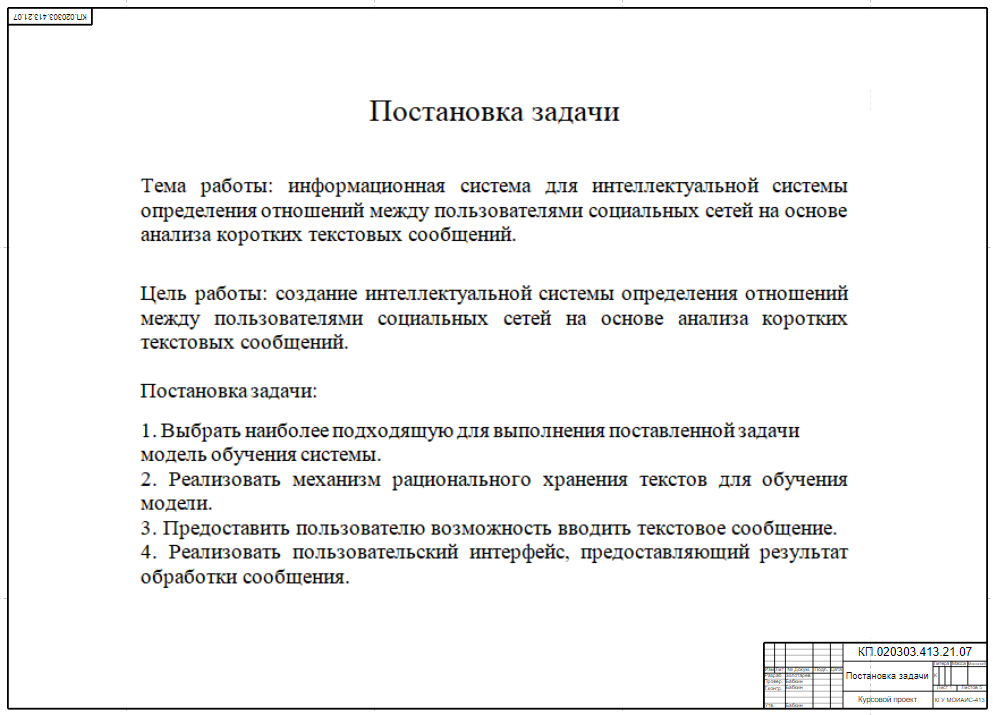 КП.020303.413.21.07
Постановка задачи
Тема работы: информационная система для интеллектуальной системы
определения отношений между пользователями социальных сетей на основе
анализа коротких текстовых сообщений.
Цель работы: создание интеллектуальной системы определения отношений
между пользователями социальных сетей на основе анализа коротких
текстовых сообщений.
Постановка задачи:
1. Выбрать наиболее подходящую для выполнения поставленной задачи
модель обучения системы.
2. Реализовать механизм рационального хранения текстов для обучения
модели.
3. Предоставить пользователю возможность вводить текстовое сообщение.
4. Реализовать пользовательский интерфейс, предоставляющий результат
обработки сообщения.
КП.020303.413.21.07
Постановка задачи
Курсовой проект
КГУ МОИАИС-413